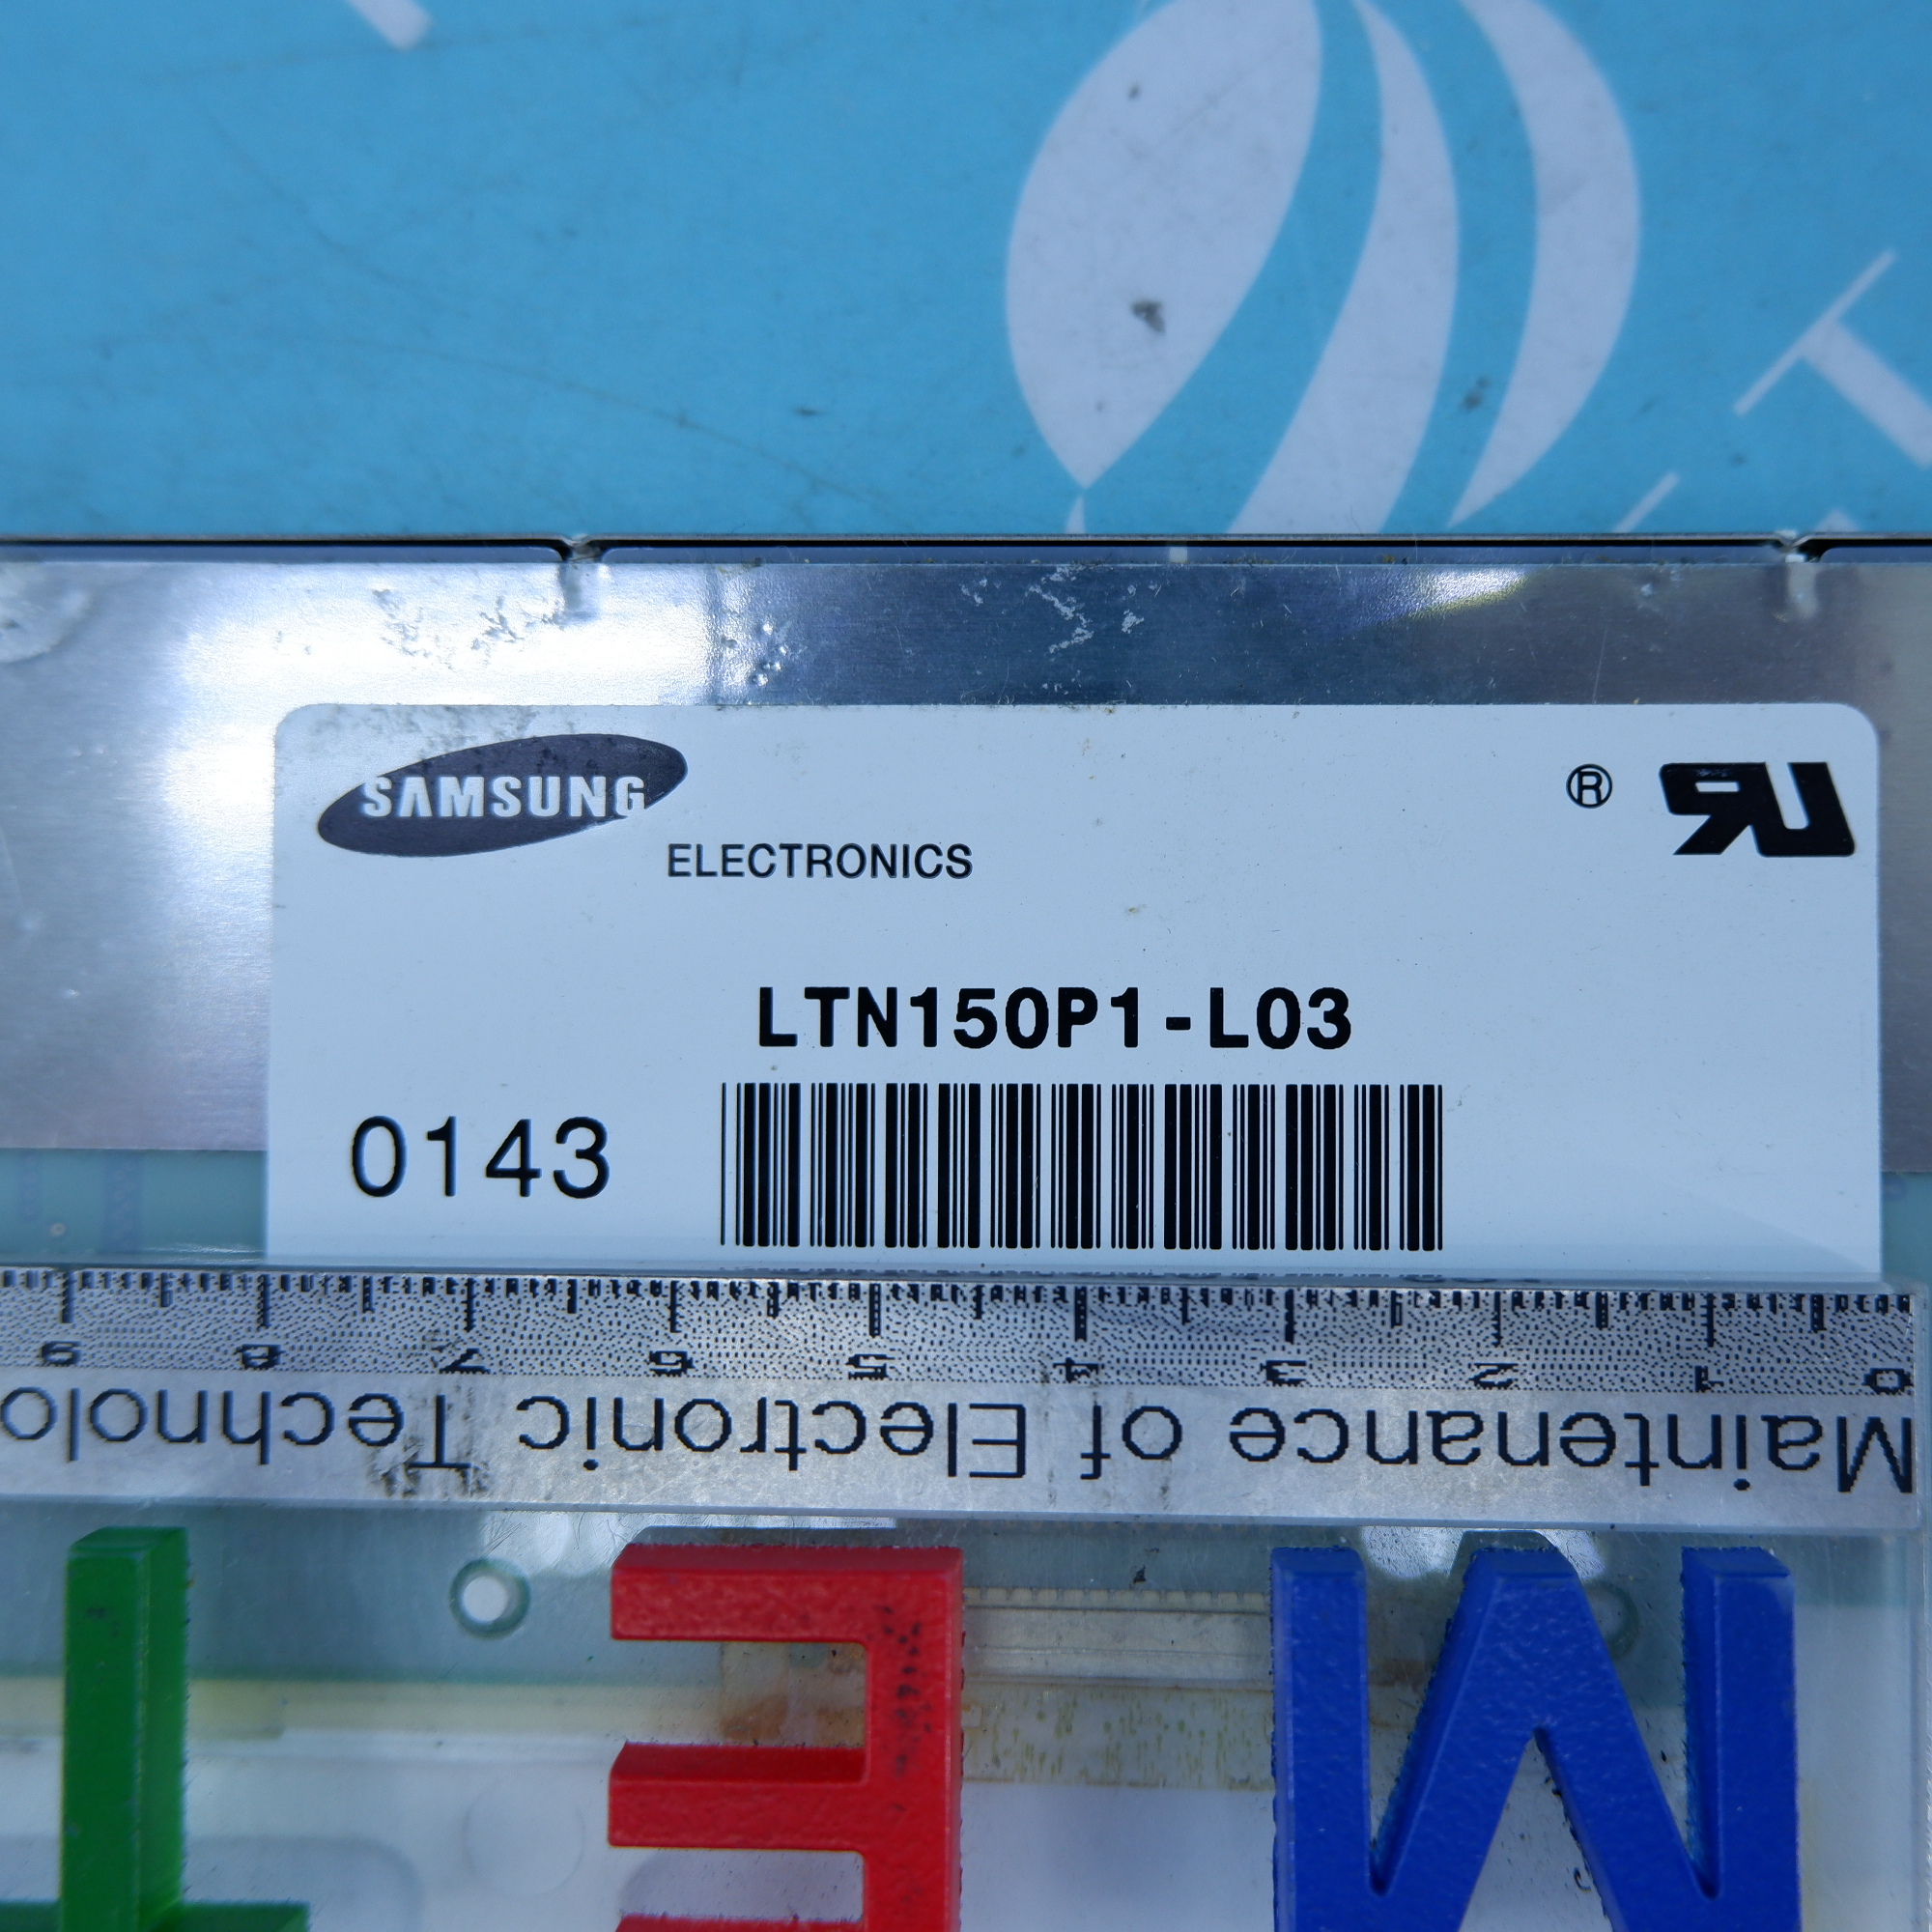 SAMSUNG
ELECTRONICS
®
LTN150P1-L03
0143
0 1 2 3 4 5 6 7 8 9
Maintenance of Electronic Technolo
M E
T